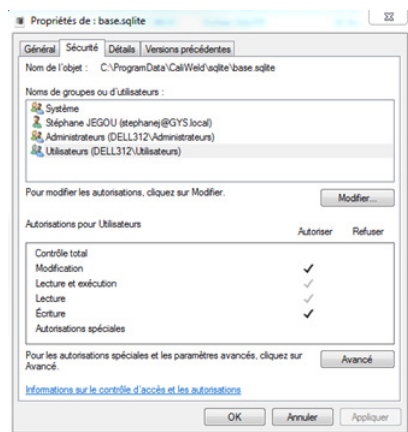 Propriétés de : base.sqlite
Général Sécurité Détails Versions précédentes
Nom de l'objet : C:\ProgramData\CaliWeld\sqlite\base.sqlite
Noms de groupes ou d'utilisateurs :
Système
Stéphane JEGOU (stephanej@GYS.local)
Administrateurs (DELL312\Administrateurs)
Utilisateurs (DELL312\Utilisateurs)
Pour modifier les autorisations, cliquez sur Modifier.
Modifier...
Autorisations pour Utilisateurs Autoriser Refuser
Contrôle total
Modification
Lecture et exécution
Lecture
Écriture
Autorisations spéciales
Pour les autorisations spéciales et les paramètres avancés, cliquez sur
Avancé.
Avancé
Informations sur le contrôle d'accès et les autorisations
OK Annuler Appliquer